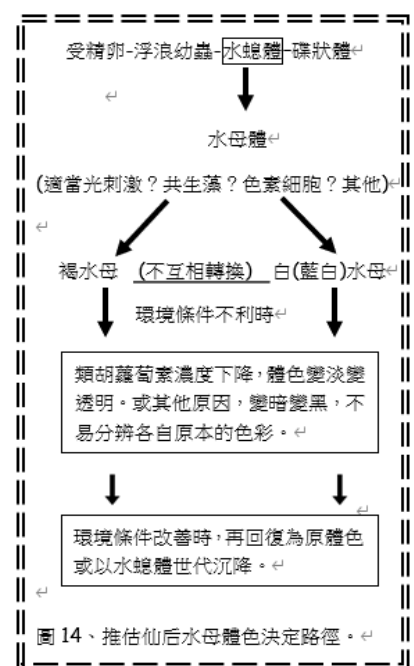 受精卵-浮浪幼蟲-水螅體-碟狀體
水母體
(適當光刺激？共生藻？色素細胞？其他)
褐水母 (不互相轉換) 白(藍白)水母
環境條件不利時
類胡蘿蔔素濃度下降，體色變淡變
透明。或其他原因，變暗變黑，不
易分辨各自原本的色彩。
環境條件改善時，再回復為原體色
或以水螅體世代沉降。
圖 14、推估仙后水母體色決定路徑。